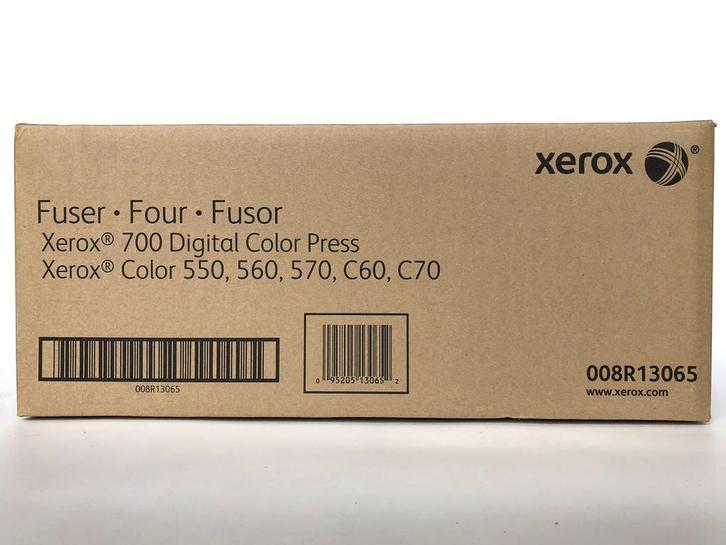 xerox ®
Fuser • Four • Fusor
Xerox® 700 Digital Color Press
Xerox® Color 550, 560, 570, C60, C70
008R13065
0 95205 13065 2
008R13065
www.xerox.com